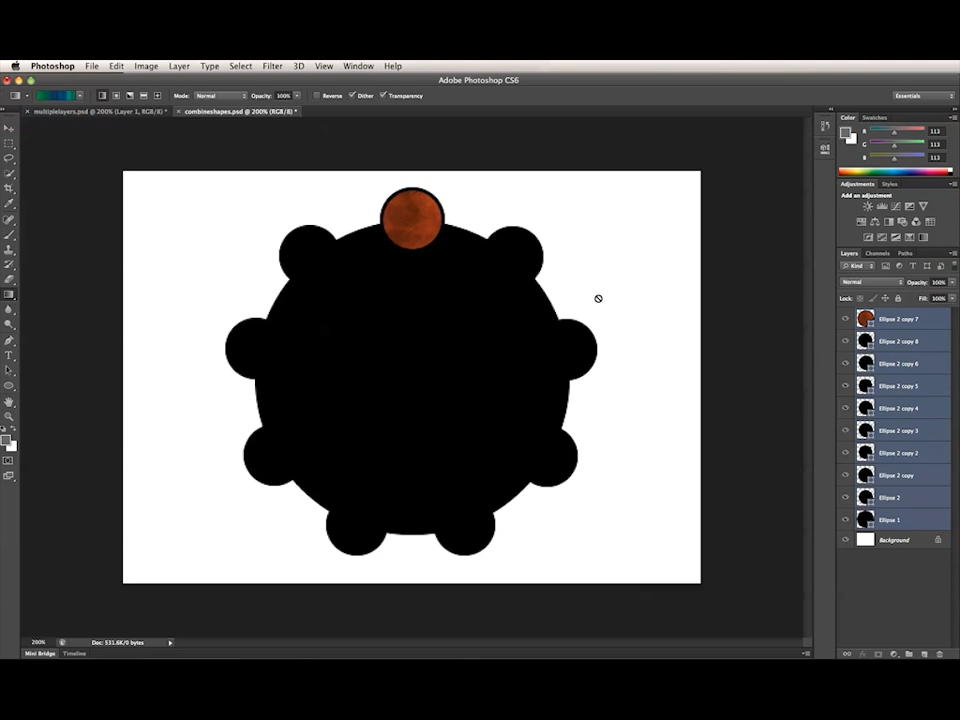 Photoshop File Edit Image Layer Type Select Filter 3D View Window Help
Adobe Photoshop CS6
Mode: Normal Opacity: 100% Reverse Dither Transparency Essentials
multiplelayers.psd @ 200% (Layer 1, RGB/8) * combineshapes.psd @ 200% (RGB/8) *
Color Swatches
R 113
G 113
B 113
Adjustments Styles
Add an adjustment
Layers Channels Paths
Kind
Normal Opacity: 100%
Lock: Fill: 100%
Ellipse 2 copy 7
Ellipse 2 copy 8
Ellipse 2 copy 6
Ellipse 2 copy 5
Ellipse 2 copy 4
Ellipse 2 copy 3
Ellipse 2 copy 2
Ellipse 2 copy
Ellipse 2
Ellipse 1
Background
200% Doc: 531.6K/0 bytes
Mini Bridge Timeline